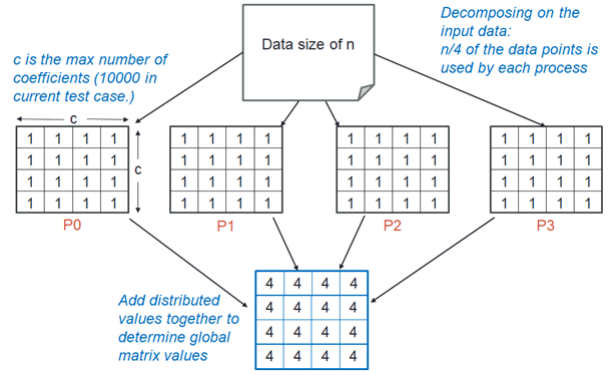 Data size of n
Decomposing on the
input data:
n/4 of the data points is
used by each process
c is the max number of
coefficients (10000 in
current test case.)
c
c
1 1 1 1
1 1 1 1
1 1 1 1
1 1 1 1
P0
1 1 1 1
1 1 1 1
1 1 1 1
1 1 1 1
P1
1 1 1 1
1 1 1 1
1 1 1 1
1 1 1 1
P2
1 1 1 1
1 1 1 1
1 1 1 1
1 1 1 1
P3
Add distributed
values together to
determine global
matrix values
4 4 4 4
4 4 4 4
4 4 4 4
4 4 4 4